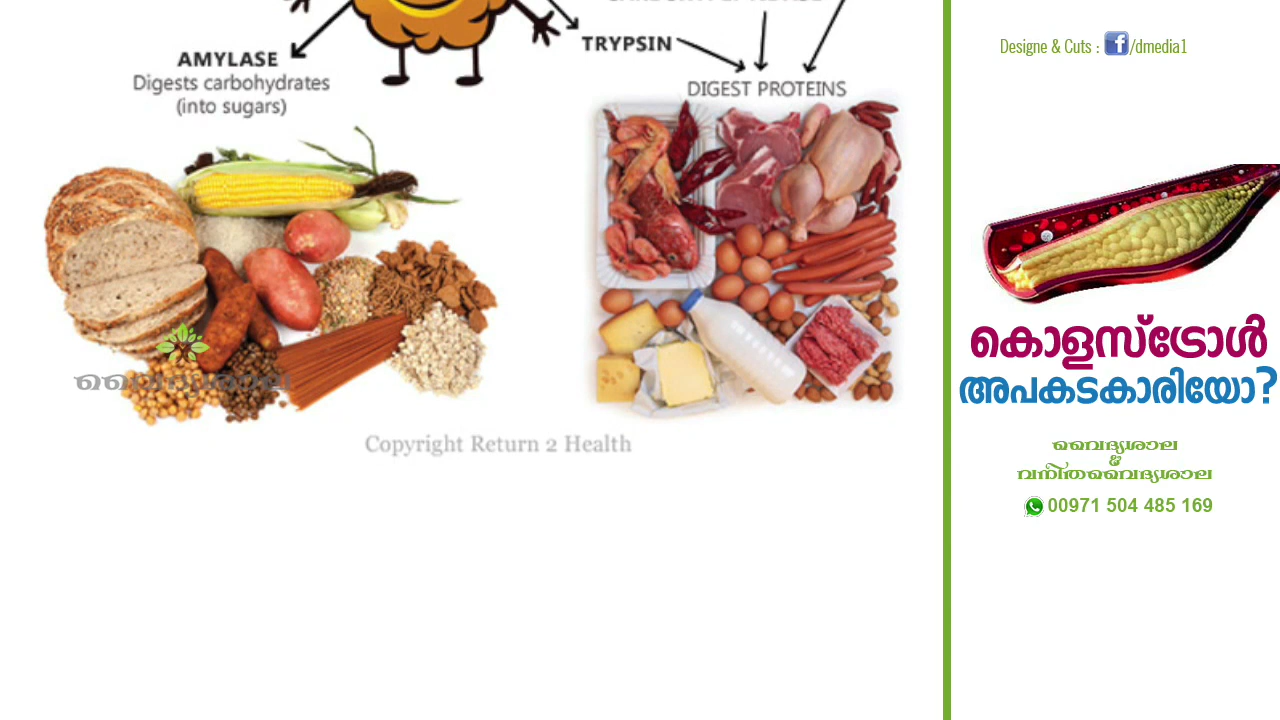 AMYLASE
Digests carbohydrates
(into sugars)
TRYPSIN
DIGEST PROTEINS
വൈദ്യശാല
Copyright Return 2 Health
Designe & Cuts : f/dmedia1
കൊളസ്ട്രോൾ
അപകടകാരിയോ?
വൈദ്യശാല
&
വനിതവൈദ്യശാല
00971 504 485 169